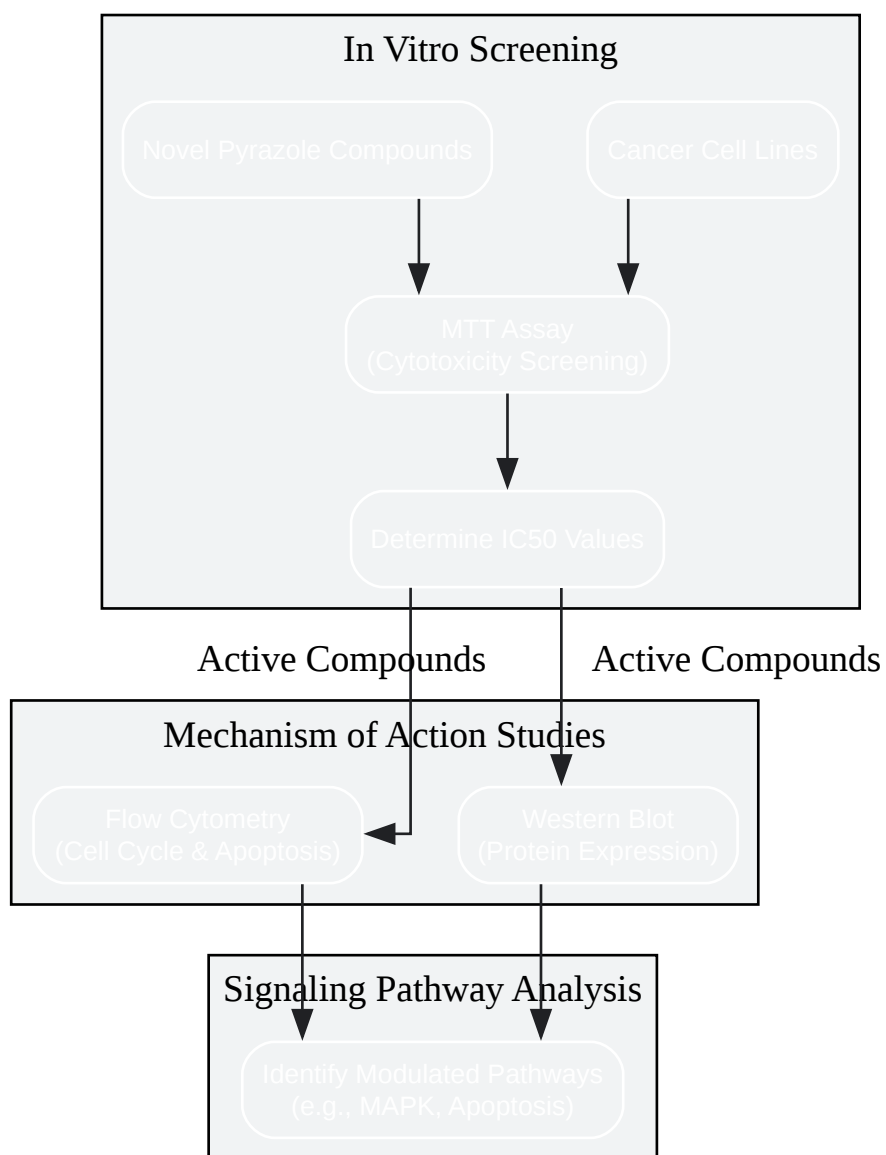 In Vitro Screening
Novel Pyrazole Compounds
Cancer Cell Lines
MTT Assay
(Cytotoxicity Screening)
Determine IC50 Values
Active Compounds
Active Compounds
Mechanism of Action Studies
Flow Cytometry
(Cell Cycle & Apoptosis)
Western Blot
(Protein Expression)
Signaling Pathway Analysis
Identify Modulated Pathways
(e.g., MAPK, Apoptosis)